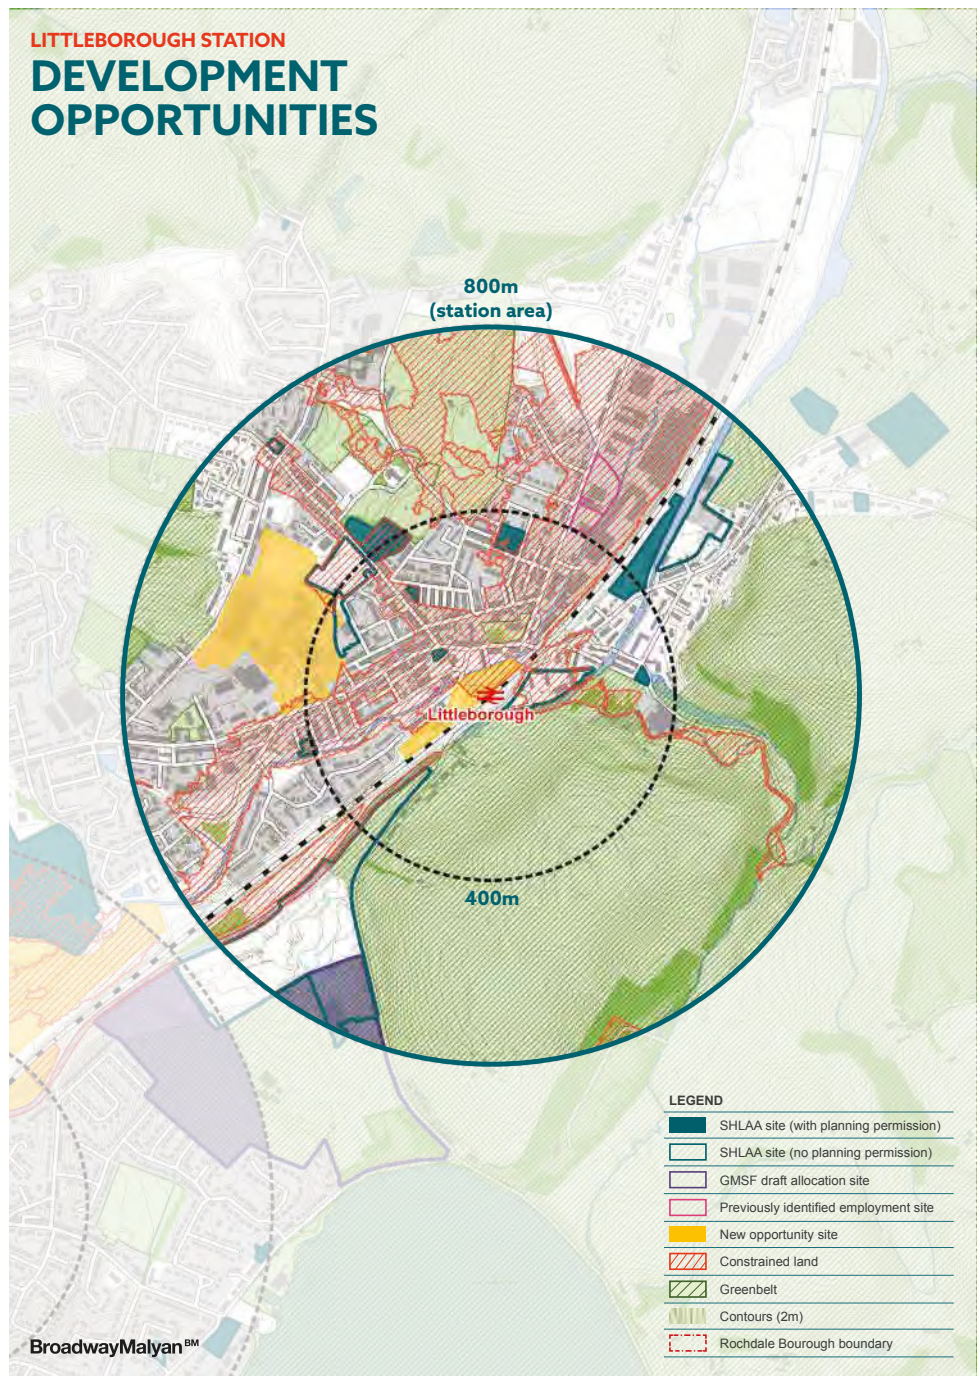 LITTLEBOROUGH STATION
DEVELOPMENT
OPPORTUNITIES
800m
(station area)
Littleborough
400m
LEGEND
SHLAA site (with planning permission)
SHLAA site (no planning permission)
GMSF draft allocation site
Previously identified employment site
New opportunity site
Constrained land
Greenbelt
Contours (2m)
Rochdale Bourough boundary
BroadwayMalyan BM